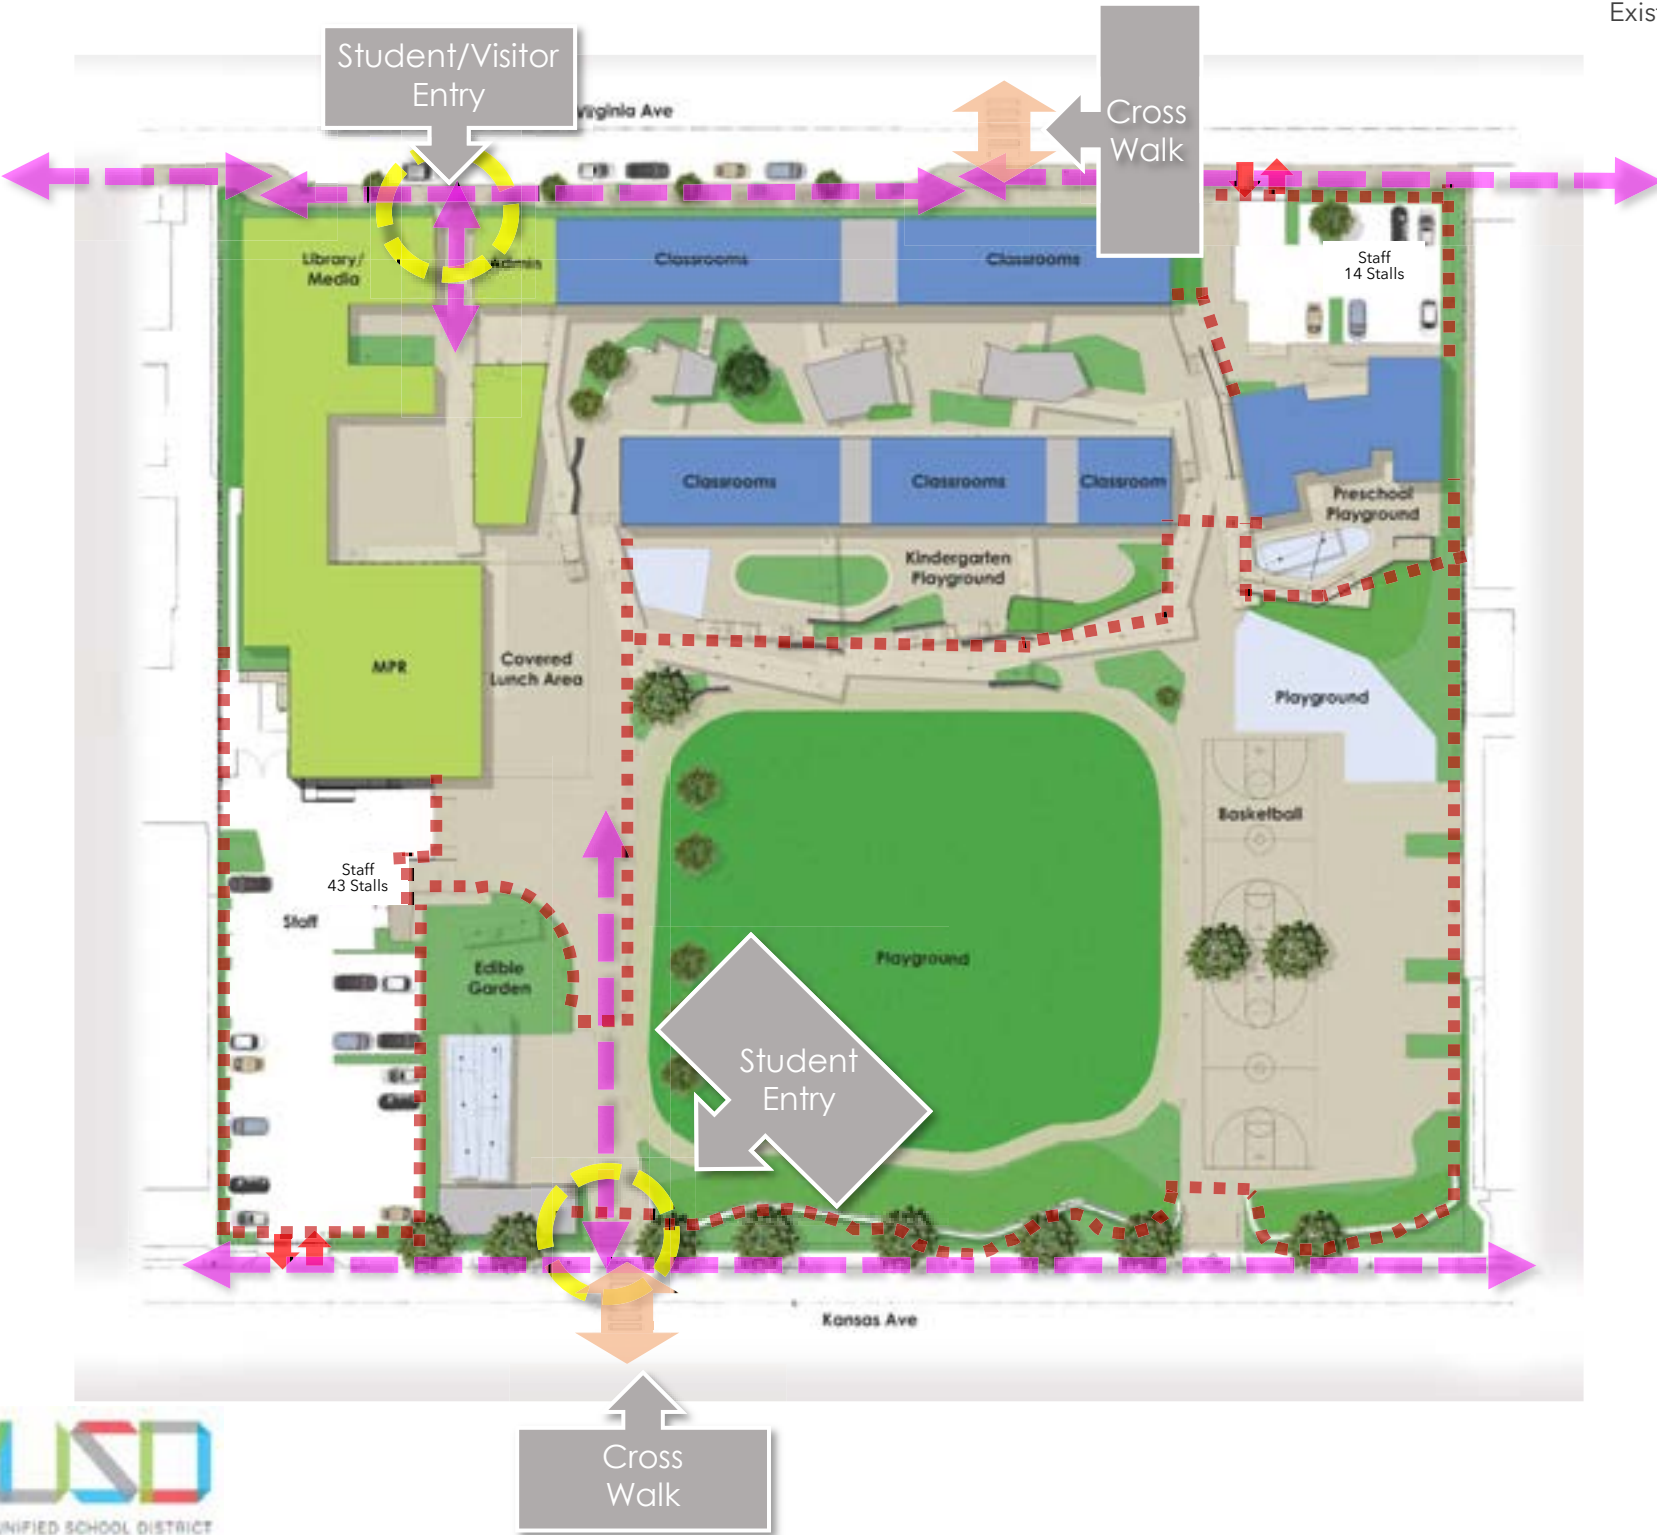 Student/Visitor
Entry
Virginia Ave
Cross
Walk
Library/
Media
Admin
Classrooms
Classrooms
Staff
14 Stalls
Classrooms
Classrooms
Classroom
Preschool
Playground
Kindergarten
Playground
MPR
Covered
Lunch Area
Playground
Basketball
Staff
43 Stalls
Staff
Edible
Garden
Playground
Student
Entry
Kansas Ave
Cross
Walk
USD
UNIFIED SCHOOL DISTRICT